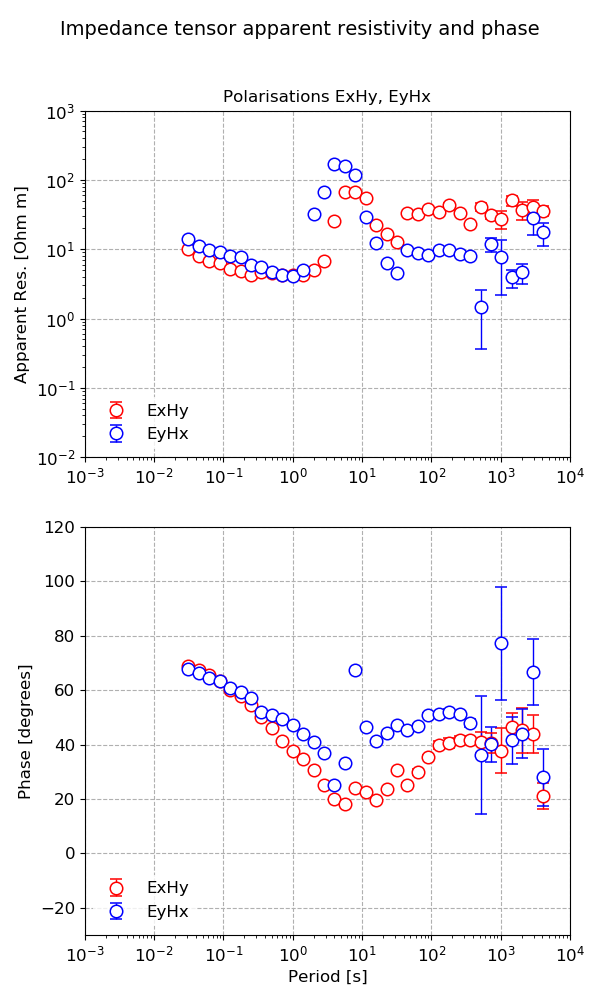 Impedance tensor apparent resistivity and phase
Polarisations ExHy, EyHx
Apparent Res. [Ohm m]
10³
10²
10¹
10⁰
10⁻¹
10⁻²
ExHy
EyHx
10⁻³ 10⁻² 10⁻¹ 10⁰ 10¹ 10² 10³ 10⁴
Phase [degrees]
120
100
80
60
40
20
0
−20
ExHy
EyHx
10⁻³ 10⁻² 10⁻¹ 10⁰ 10¹ 10² 10³ 10⁴
Period [s]